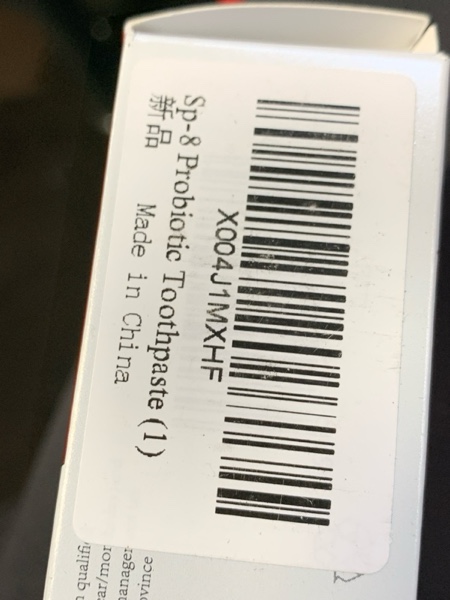 X004J1MXHF
Sp-8 Probiotic Toothpaste (1)
新品 Made in China